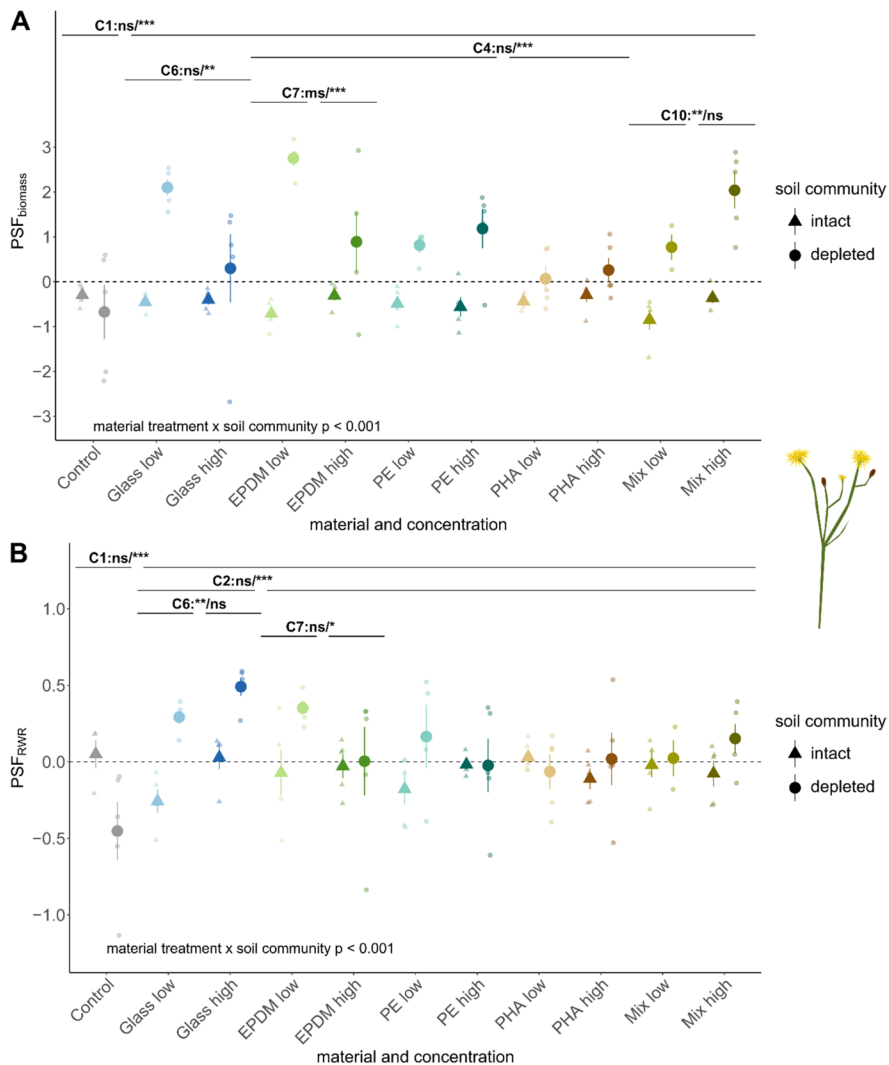 A
C1:ns/***
C4:ns/***
C6:ns/**
C7:ms/***
C10:**/ns
3
2
1
0
−1
−2
−3
PSFbiomass
soil community
intact
depleted
material treatment x soil community p < 0.001
Control
Glass low
Glass high
EPDM low
EPDM high
PE low
PE high
PHA low
PHA high
Mix low
Mix high
material and concentration
B
C1:ns/***
C2:ns/***
C6:**/ns
C7:ns/*
1.0
0.5
0.0
−0.5
−1.0
PSFRWR
soil community
intact
depleted
material treatment x soil community p < 0.001
Control
Glass low
Glass high
EPDM low
EPDM high
PE low
PE high
PHA low
PHA high
Mix low
Mix high
material and concentration